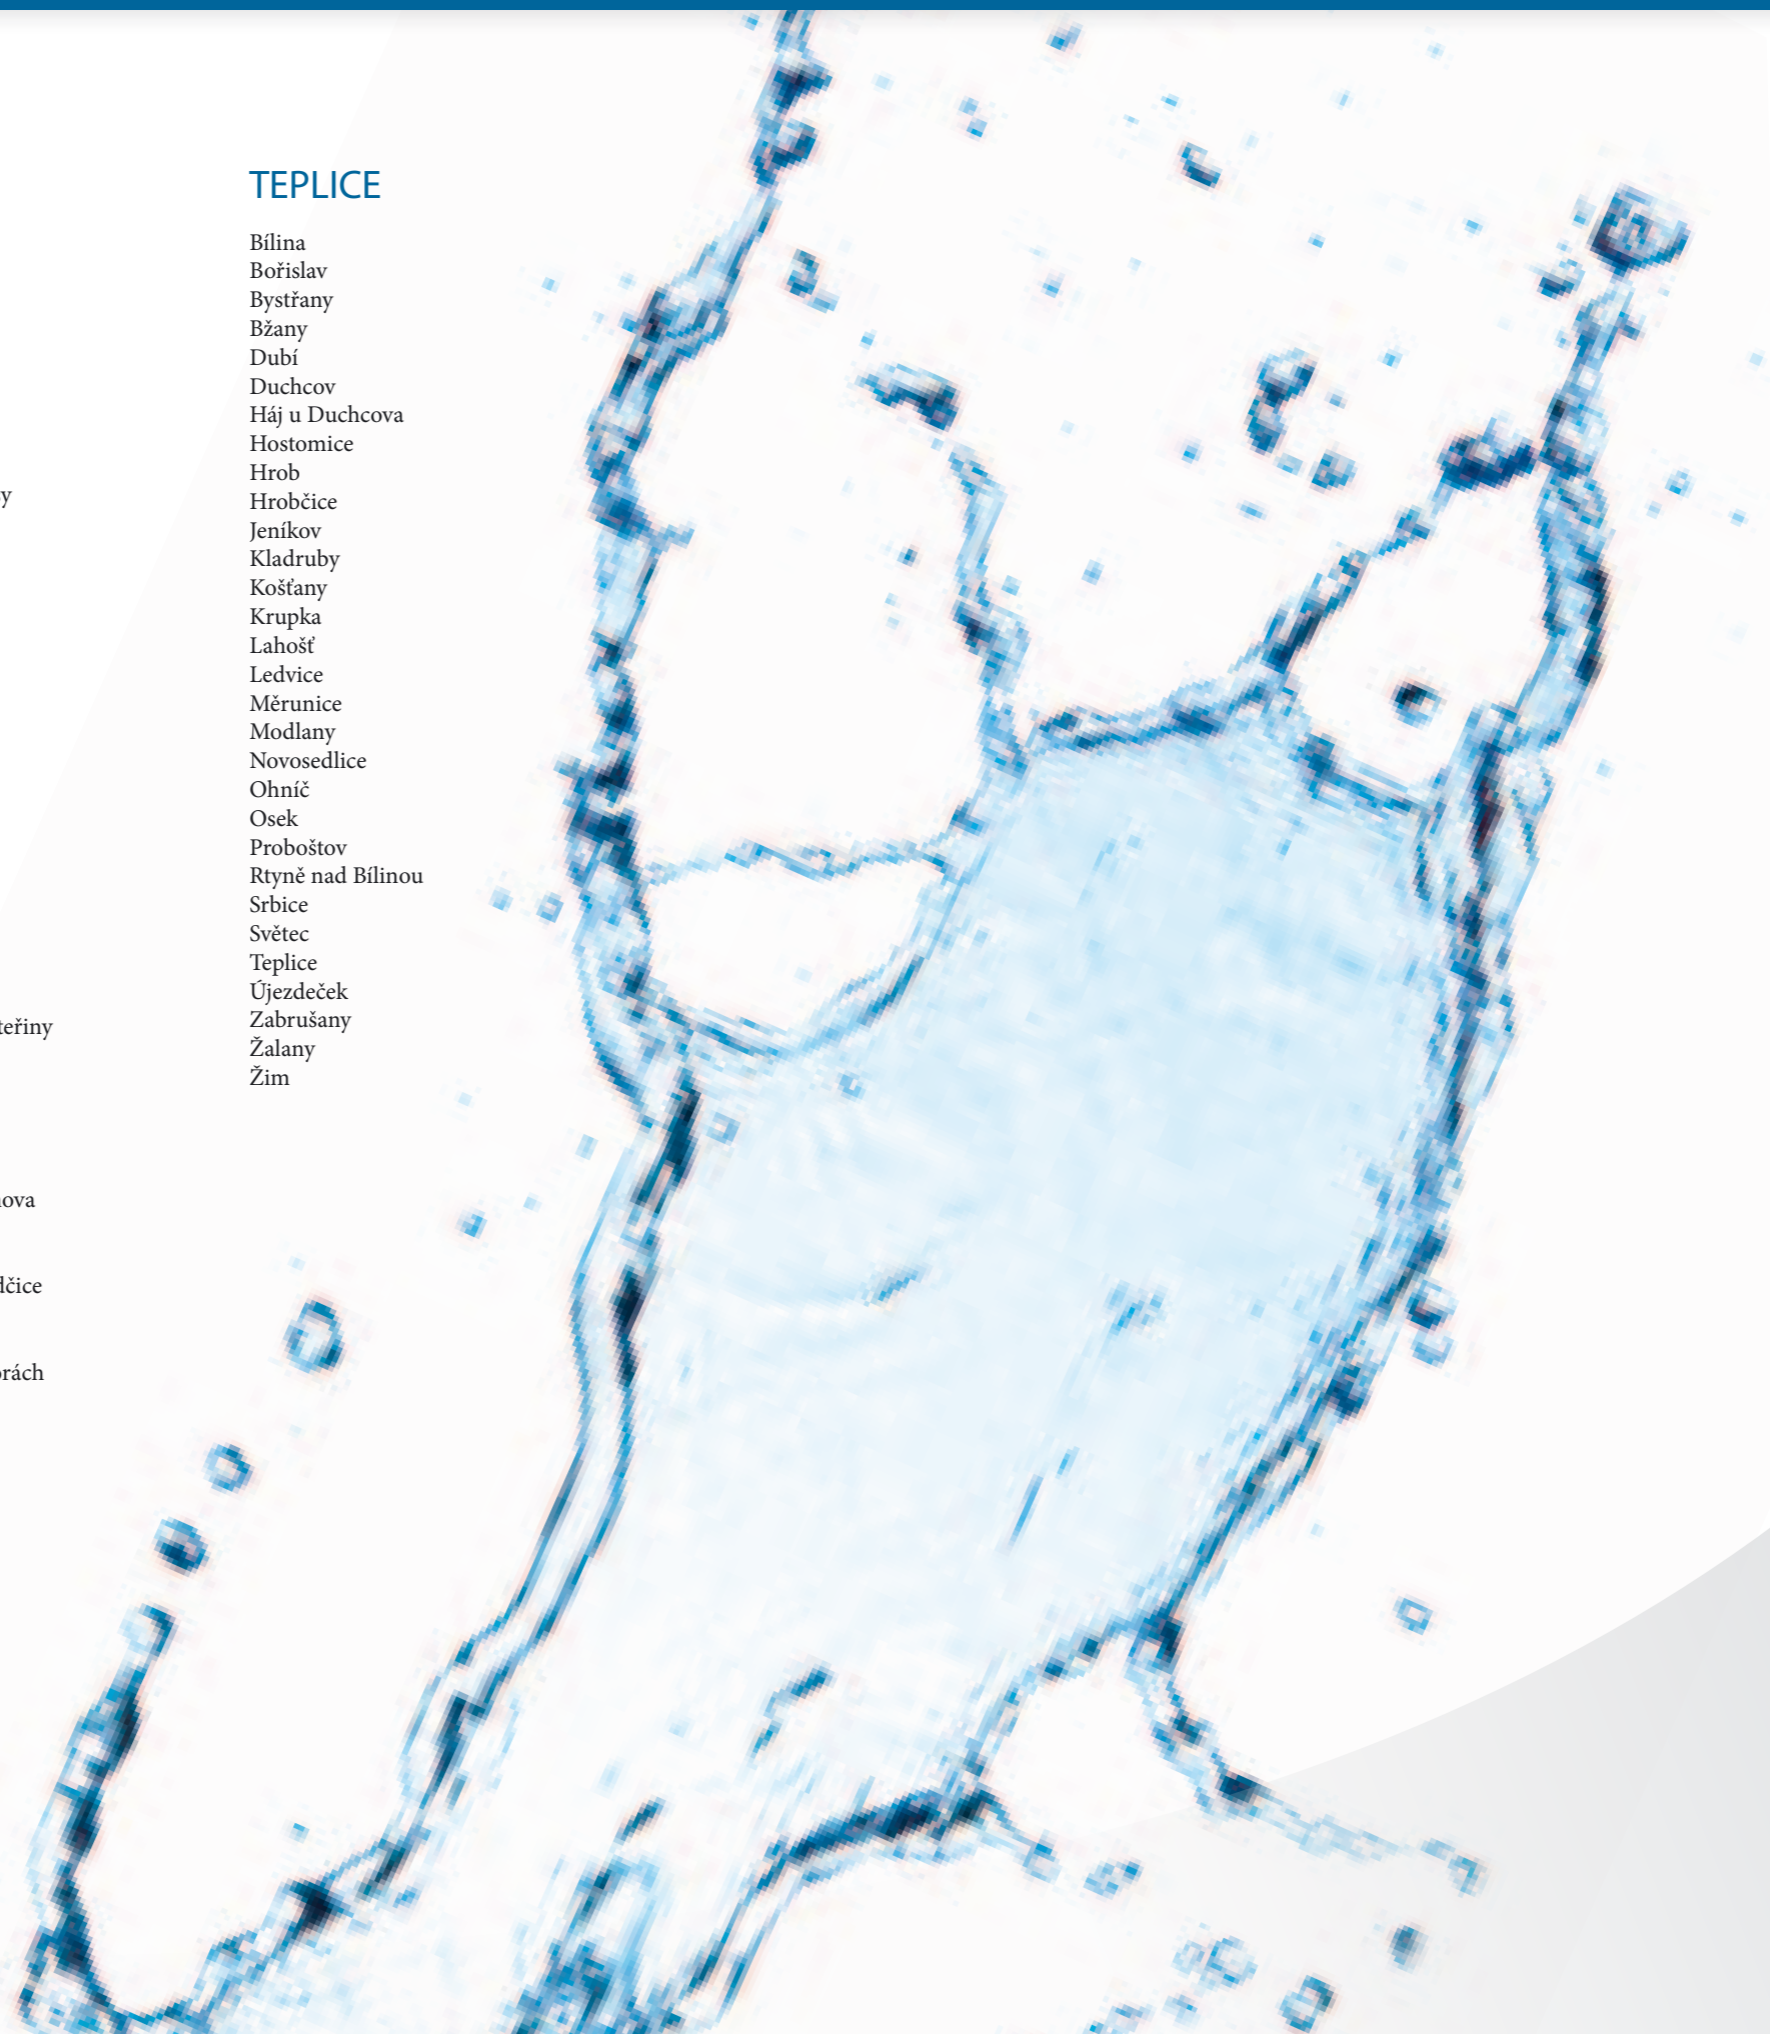 TEPLICE
Bílina
Bořislav
Bystřany
Bžany
Dubí
Duchcov
Háj u Duchcova
Hostomice
Hrob
Hrobčice
Jeníkov
Kladruby
Košťany
Krupka
Lahošť
Ledvice
Měrunice
Modlany
Novosedlice
Ohníč
Osek
Proboštov
Rtyně nad Bílinou
Srbice
Světec
Teplice
Újezdeček
Zabrušany
Žalany
Žim